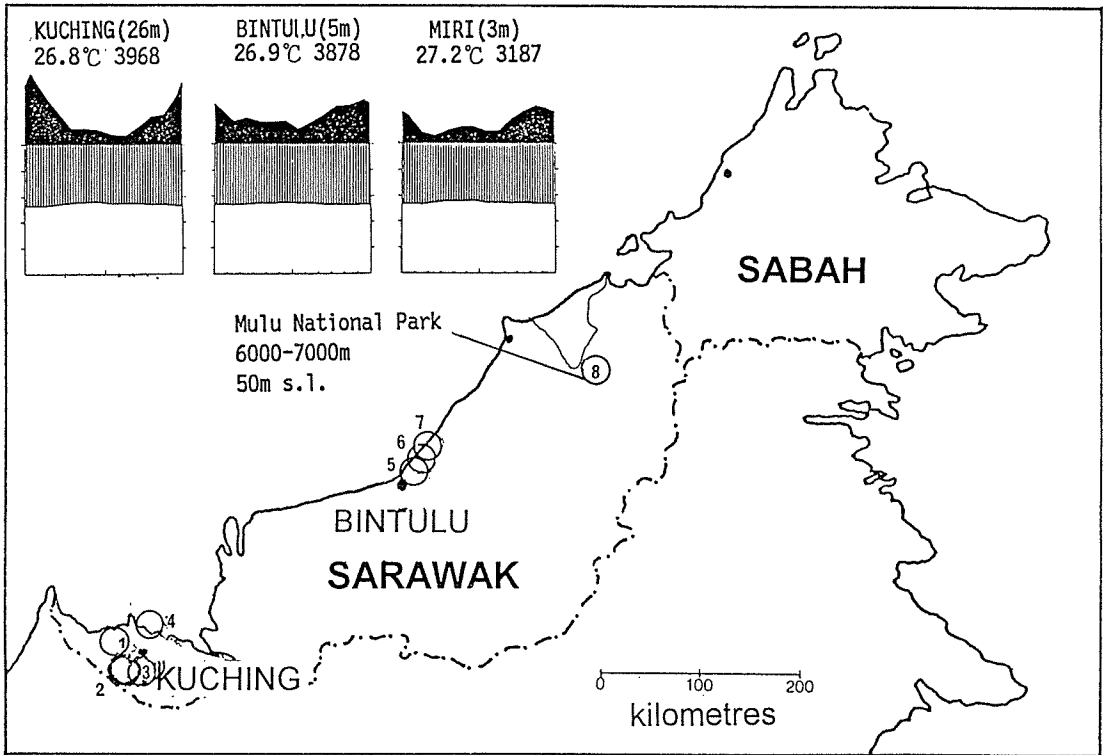 KUCHING(26m)
26.8℃ 3968
BINTULU(5m)
26.9℃ 3878
MIRI(3m)
27.2℃ 3187
SABAH
Mulu National Park
6000-7000m
50m s.l.
8
7
6
5
BINTULU
SARAWAK
4
1
2
3
KUCHING
0 100 200
kilometres